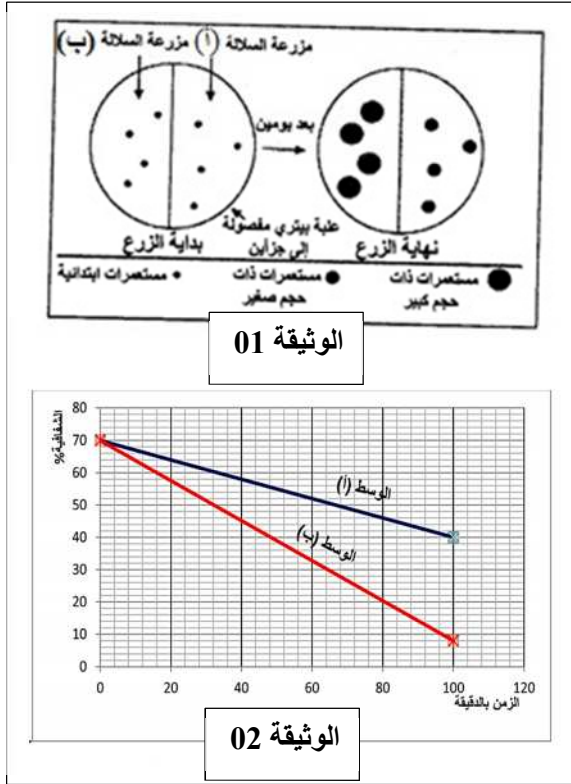 مزرعة السلالة (أ) مزرعة السلالة (ب)
بعد يومين
علبة بيتري مفصولة
إلى جزأين
بداية الزرع
نهاية الزرع
مستعمرات ذات
حجم كبير
مستعمرات ذات
حجم صغير
مستعمرات ابتدائية
الوثيقة 01
الشفافية%
80
70
60
50
40
30
20
10
0
الوسط (أ)
الوسط (ب)
0 20 40 60 80 100 120
الزمن بالدقيقة
الوثيقة 02